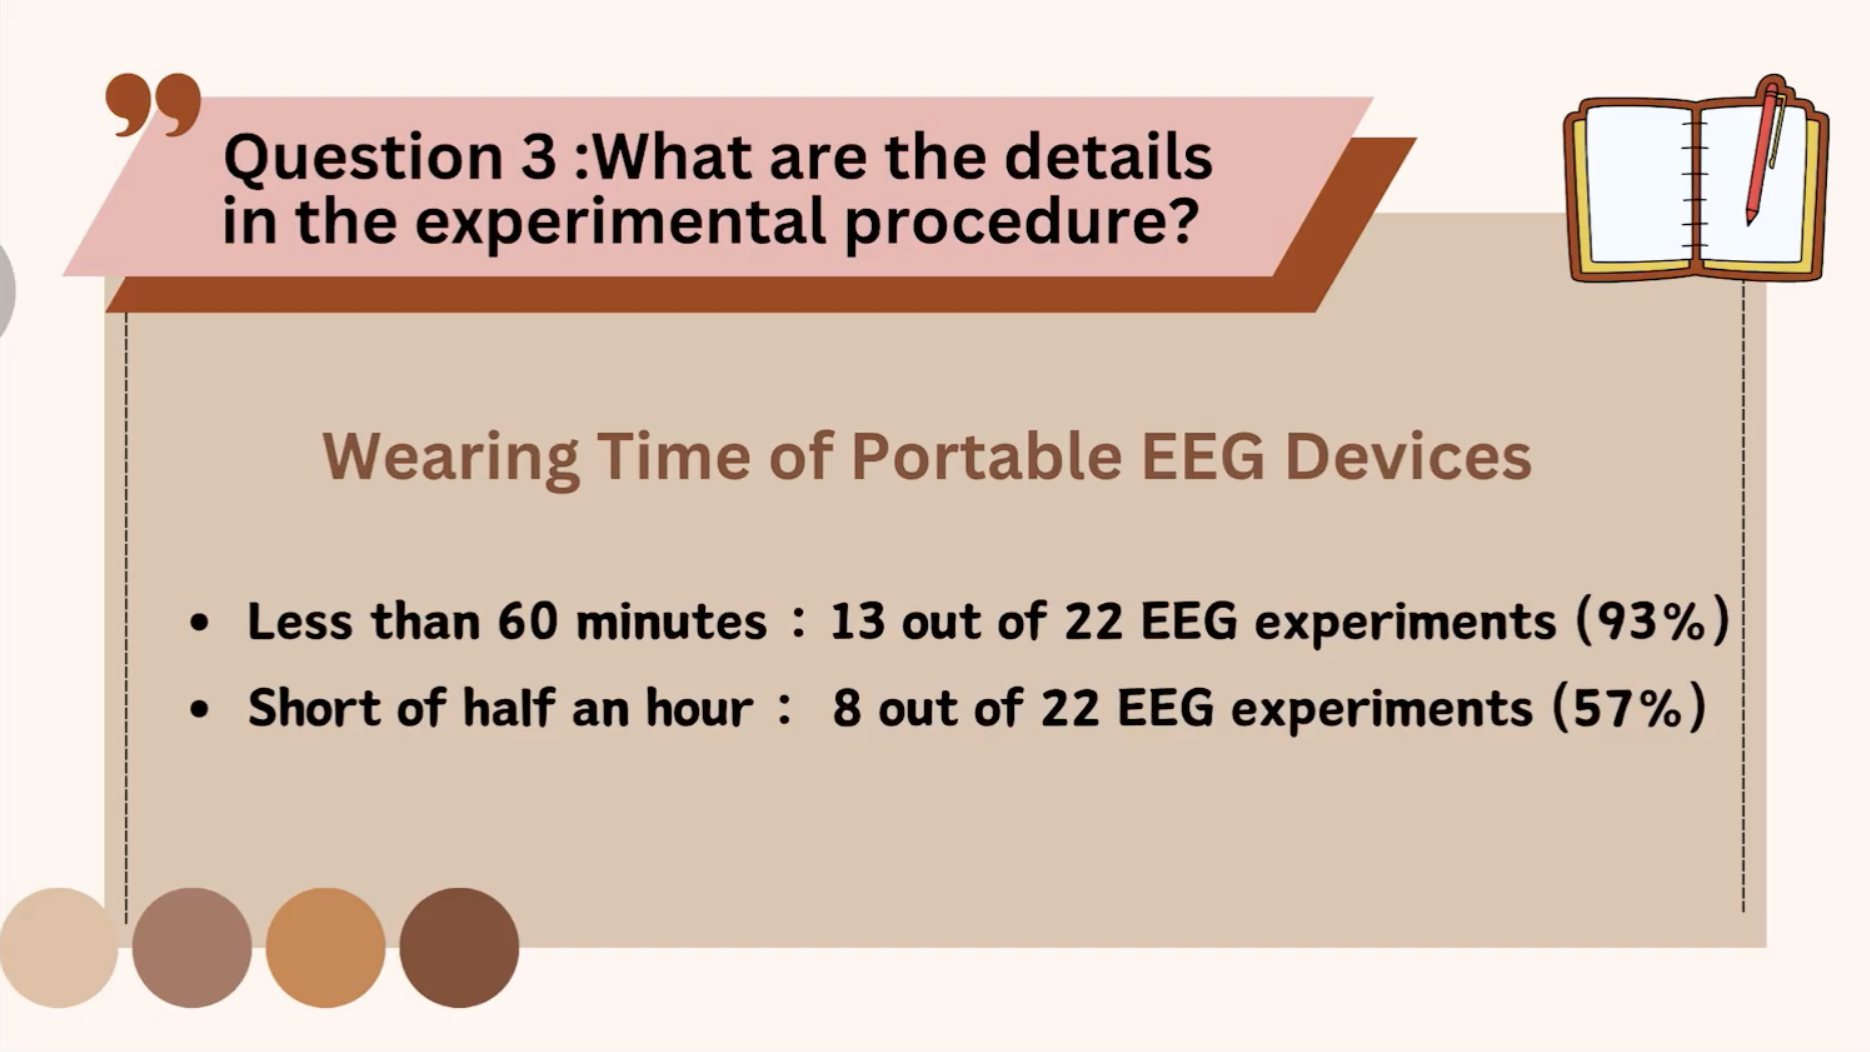 Question 3 :What are the details
in the experimental procedure?
Wearing Time of Portable EEG Devices
• Less than 60 minutes : 13 out of 22 EEG experiments (93%)
• Short of half an hour : 8 out of 22 EEG experiments (57%)